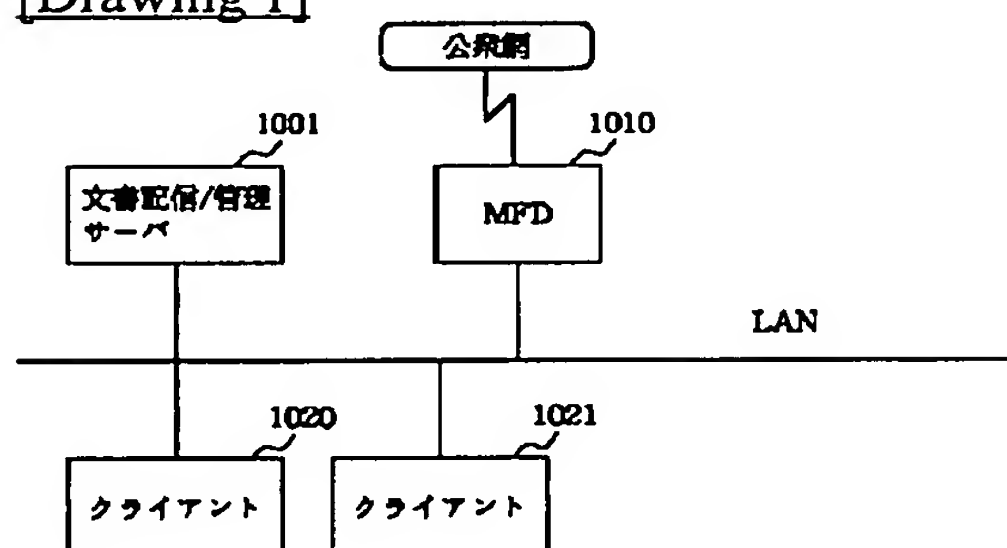 [Drawing 1]
公衆網
1001
1010
文書配信/管理
サーバ
MFD
LAN
1020
1021
クライアント
クライアント